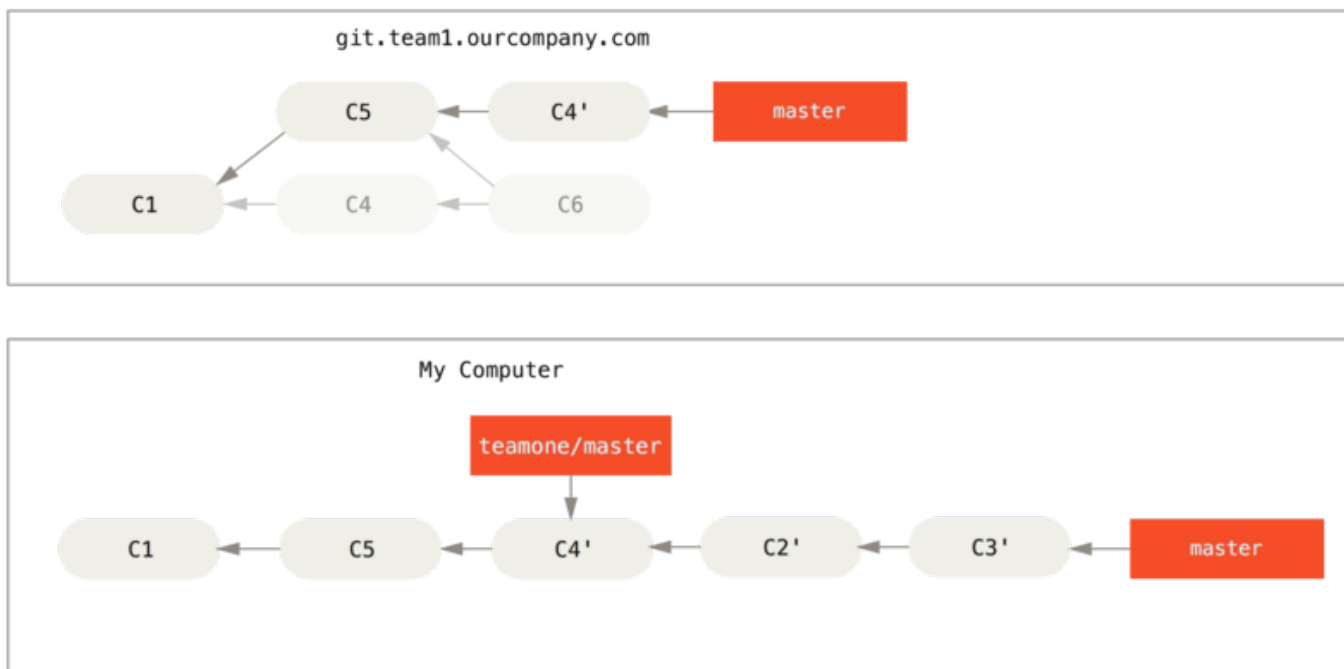 git.team1.ourcompany.com
C5 C4' master
C1 C4 C6
My Computer
teamone/master
C1 C5 C4' C2' C3' master